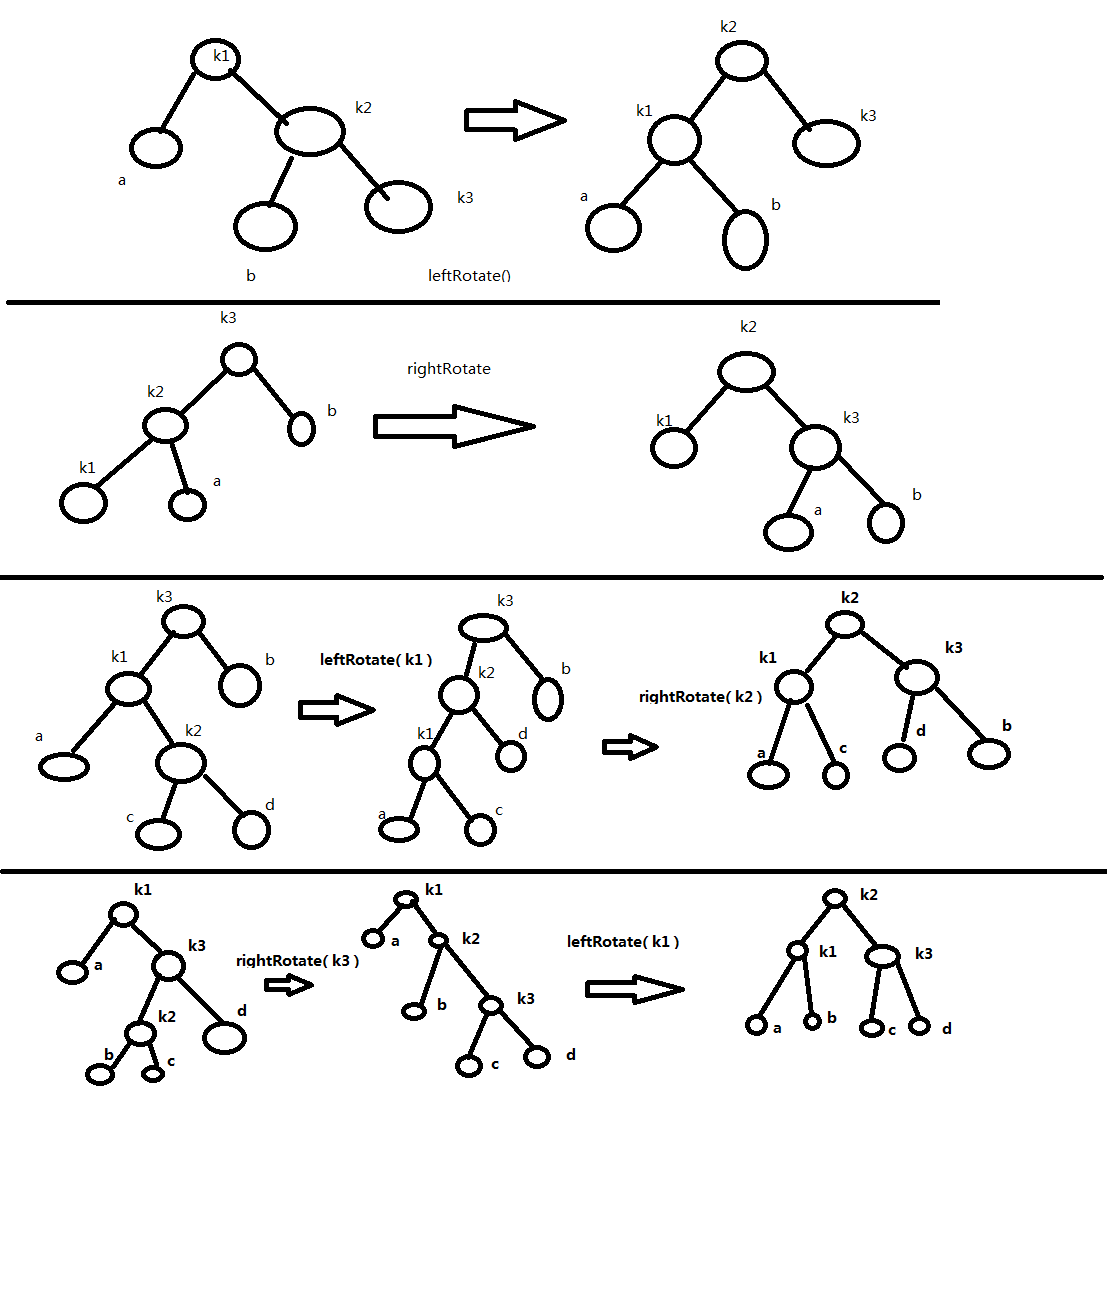 k1
k2
a
k3
b
leftRotate()
k2
k1
k3
a
b
k3
k2
b
k1
a
rightRotate
k2
k1
k3
b
a
k3
k1
b
a
k2
c
d
leftRotate( k1 )
k3
k2
b
k1
d
a
c
rightRotate( k2 )
k2
k1
k3
a
c
d
b
k1
a
k3
k2
d
b
c
rightRotate( k3 )
k1
a
k2
b
k3
c
d
leftRotate( k1 )
k2
k1
k3
a
b
c
d